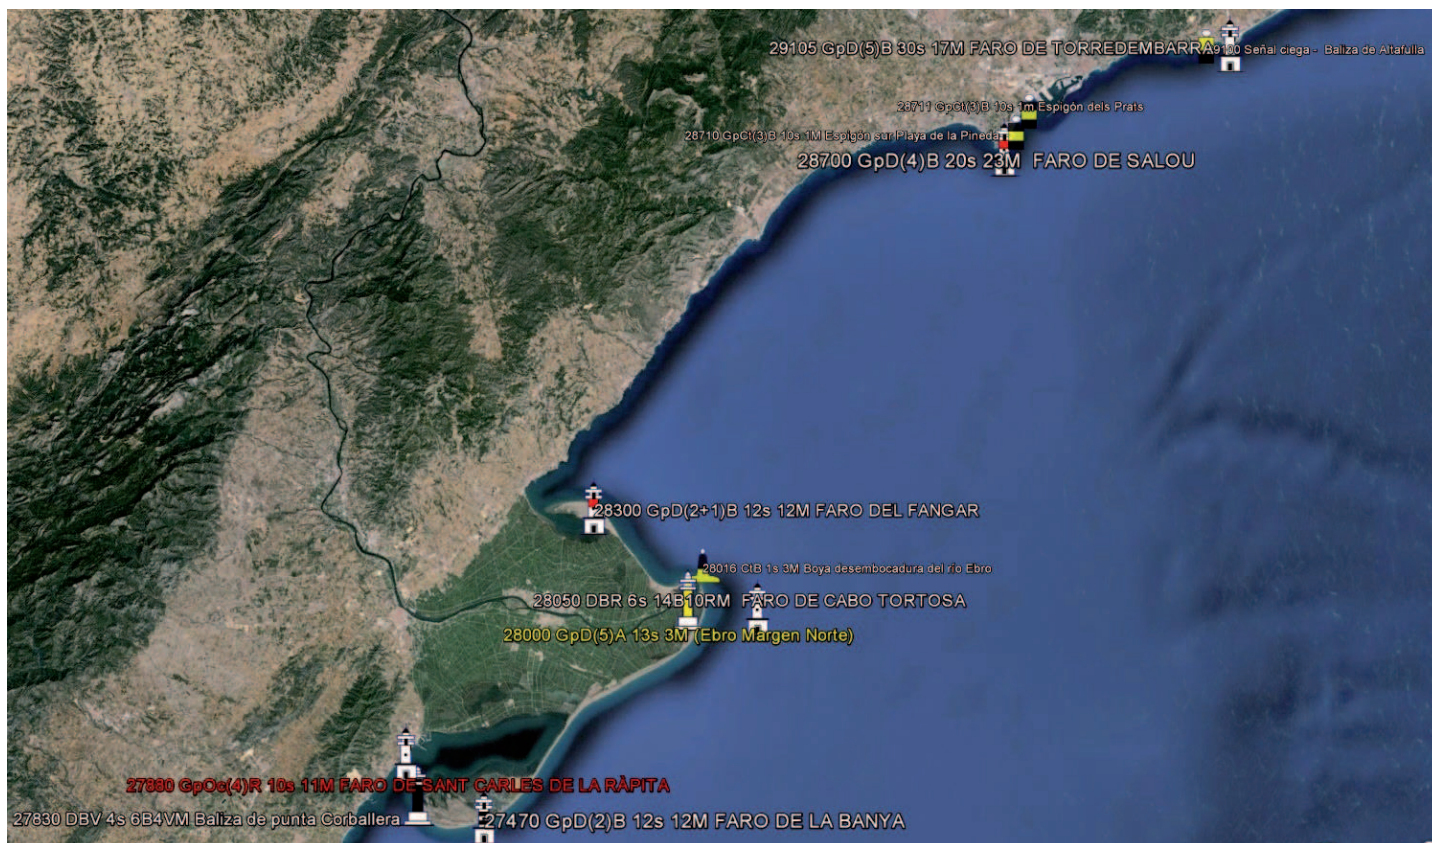 29105 GpD(5)B 30s 17M FARO DE TORREDEMBARRA
29100 Señal ciega - Baliza de Altafulla
28711 GpCt(3)B 10s 1m Espigón dels Prats
28710 GpCt(3)B 10s 1M Espigón sur Playa de la Pineda
28700 GpD(4)B 20s 23M FARO DE SALOU
28300 GpD(2+1)B 12s 12M FARO DEL FANGAR
28016 CtB 1s 3M Boya desembocadura del río Ebro
28050 DBR 6s 14B10RM FARO DE CABO TORTOSA
28000 GpD(5)A 13s 3M (Ebro Margen Norte)
27880 GpOc(4)R 10s 11M FARO DE SANT CARLES DE LA RÀPITA
27830 DBV 4s 6B4VM Baliza de punta Corballera
27470 GpD(2)B 12s 12M FARO DE LA BANYA